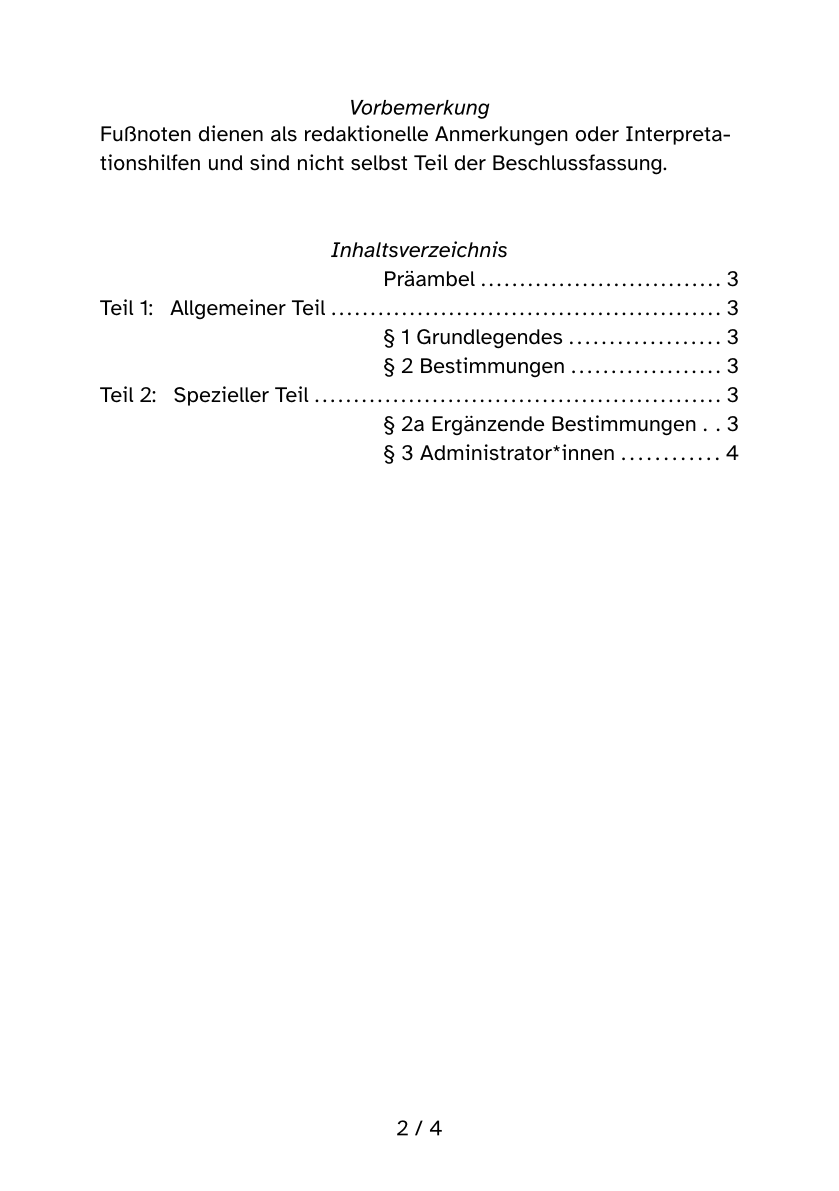 Vorbemerkung
Fußnoten dienen als redaktionelle Anmerkungen oder Interpreta-
tionshilfen und sind nicht selbst Teil der Beschlussfassung.
Inhaltsverzeichnis
Präambel .............................. 3
Teil 1: Allgemeiner Teil ................................................. 3
§ 1 Grundlegendes ................... 3
§ 2 Bestimmungen ................... 3
Teil 2: Spezieller Teil ................................................... 3
§ 2a Ergänzende Bestimmungen . . 3
§ 3 Administrator*innen ............ 4
2 / 4